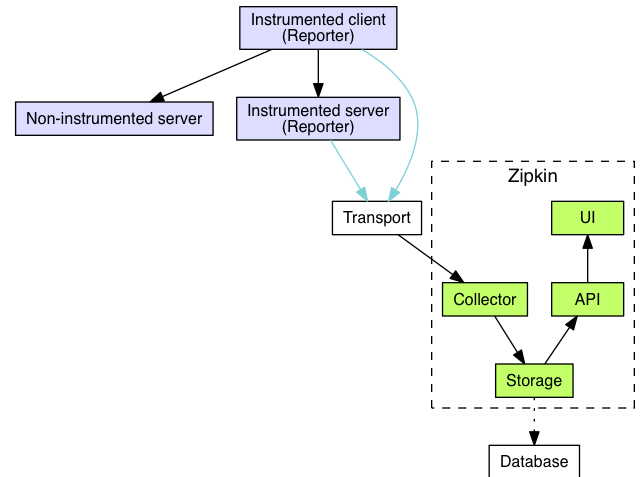 Instrumented client
(Reporter)
Non-instrumented server
Instrumented server
(Reporter)
Zipkin
Transport
UI
Collector
API
Storage
Database